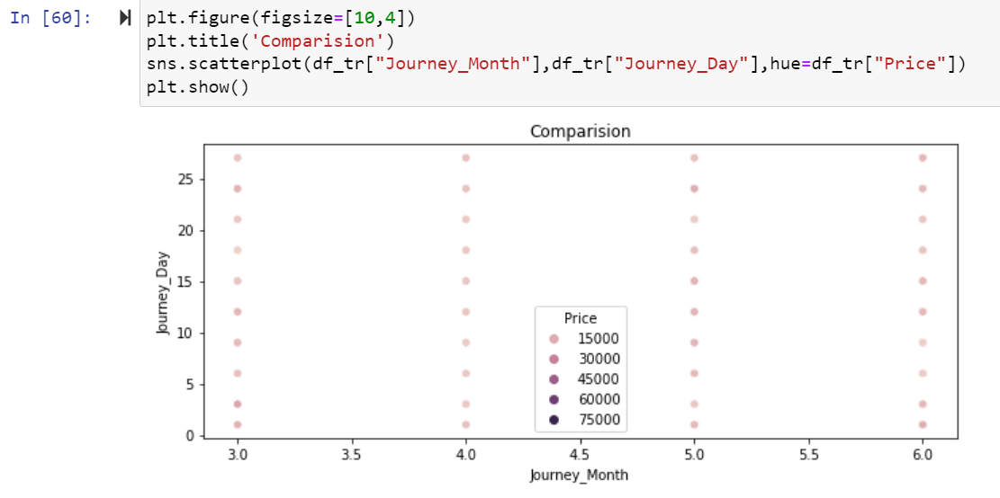 In [60]:
plt.figure(figsize=[10,4])
plt.title('Comparision')
sns.scatterplot(df_tr["Journey_Month"],df_tr["Journey_Day"],hue=df_tr["Price"])
plt.show()
Comparision
25
20
15
10
5
0
Journey_Day
Price
15000
30000
45000
60000
75000
3.0 3.5 4.0 4.5 5.0 5.5 6.0
Journey_Month